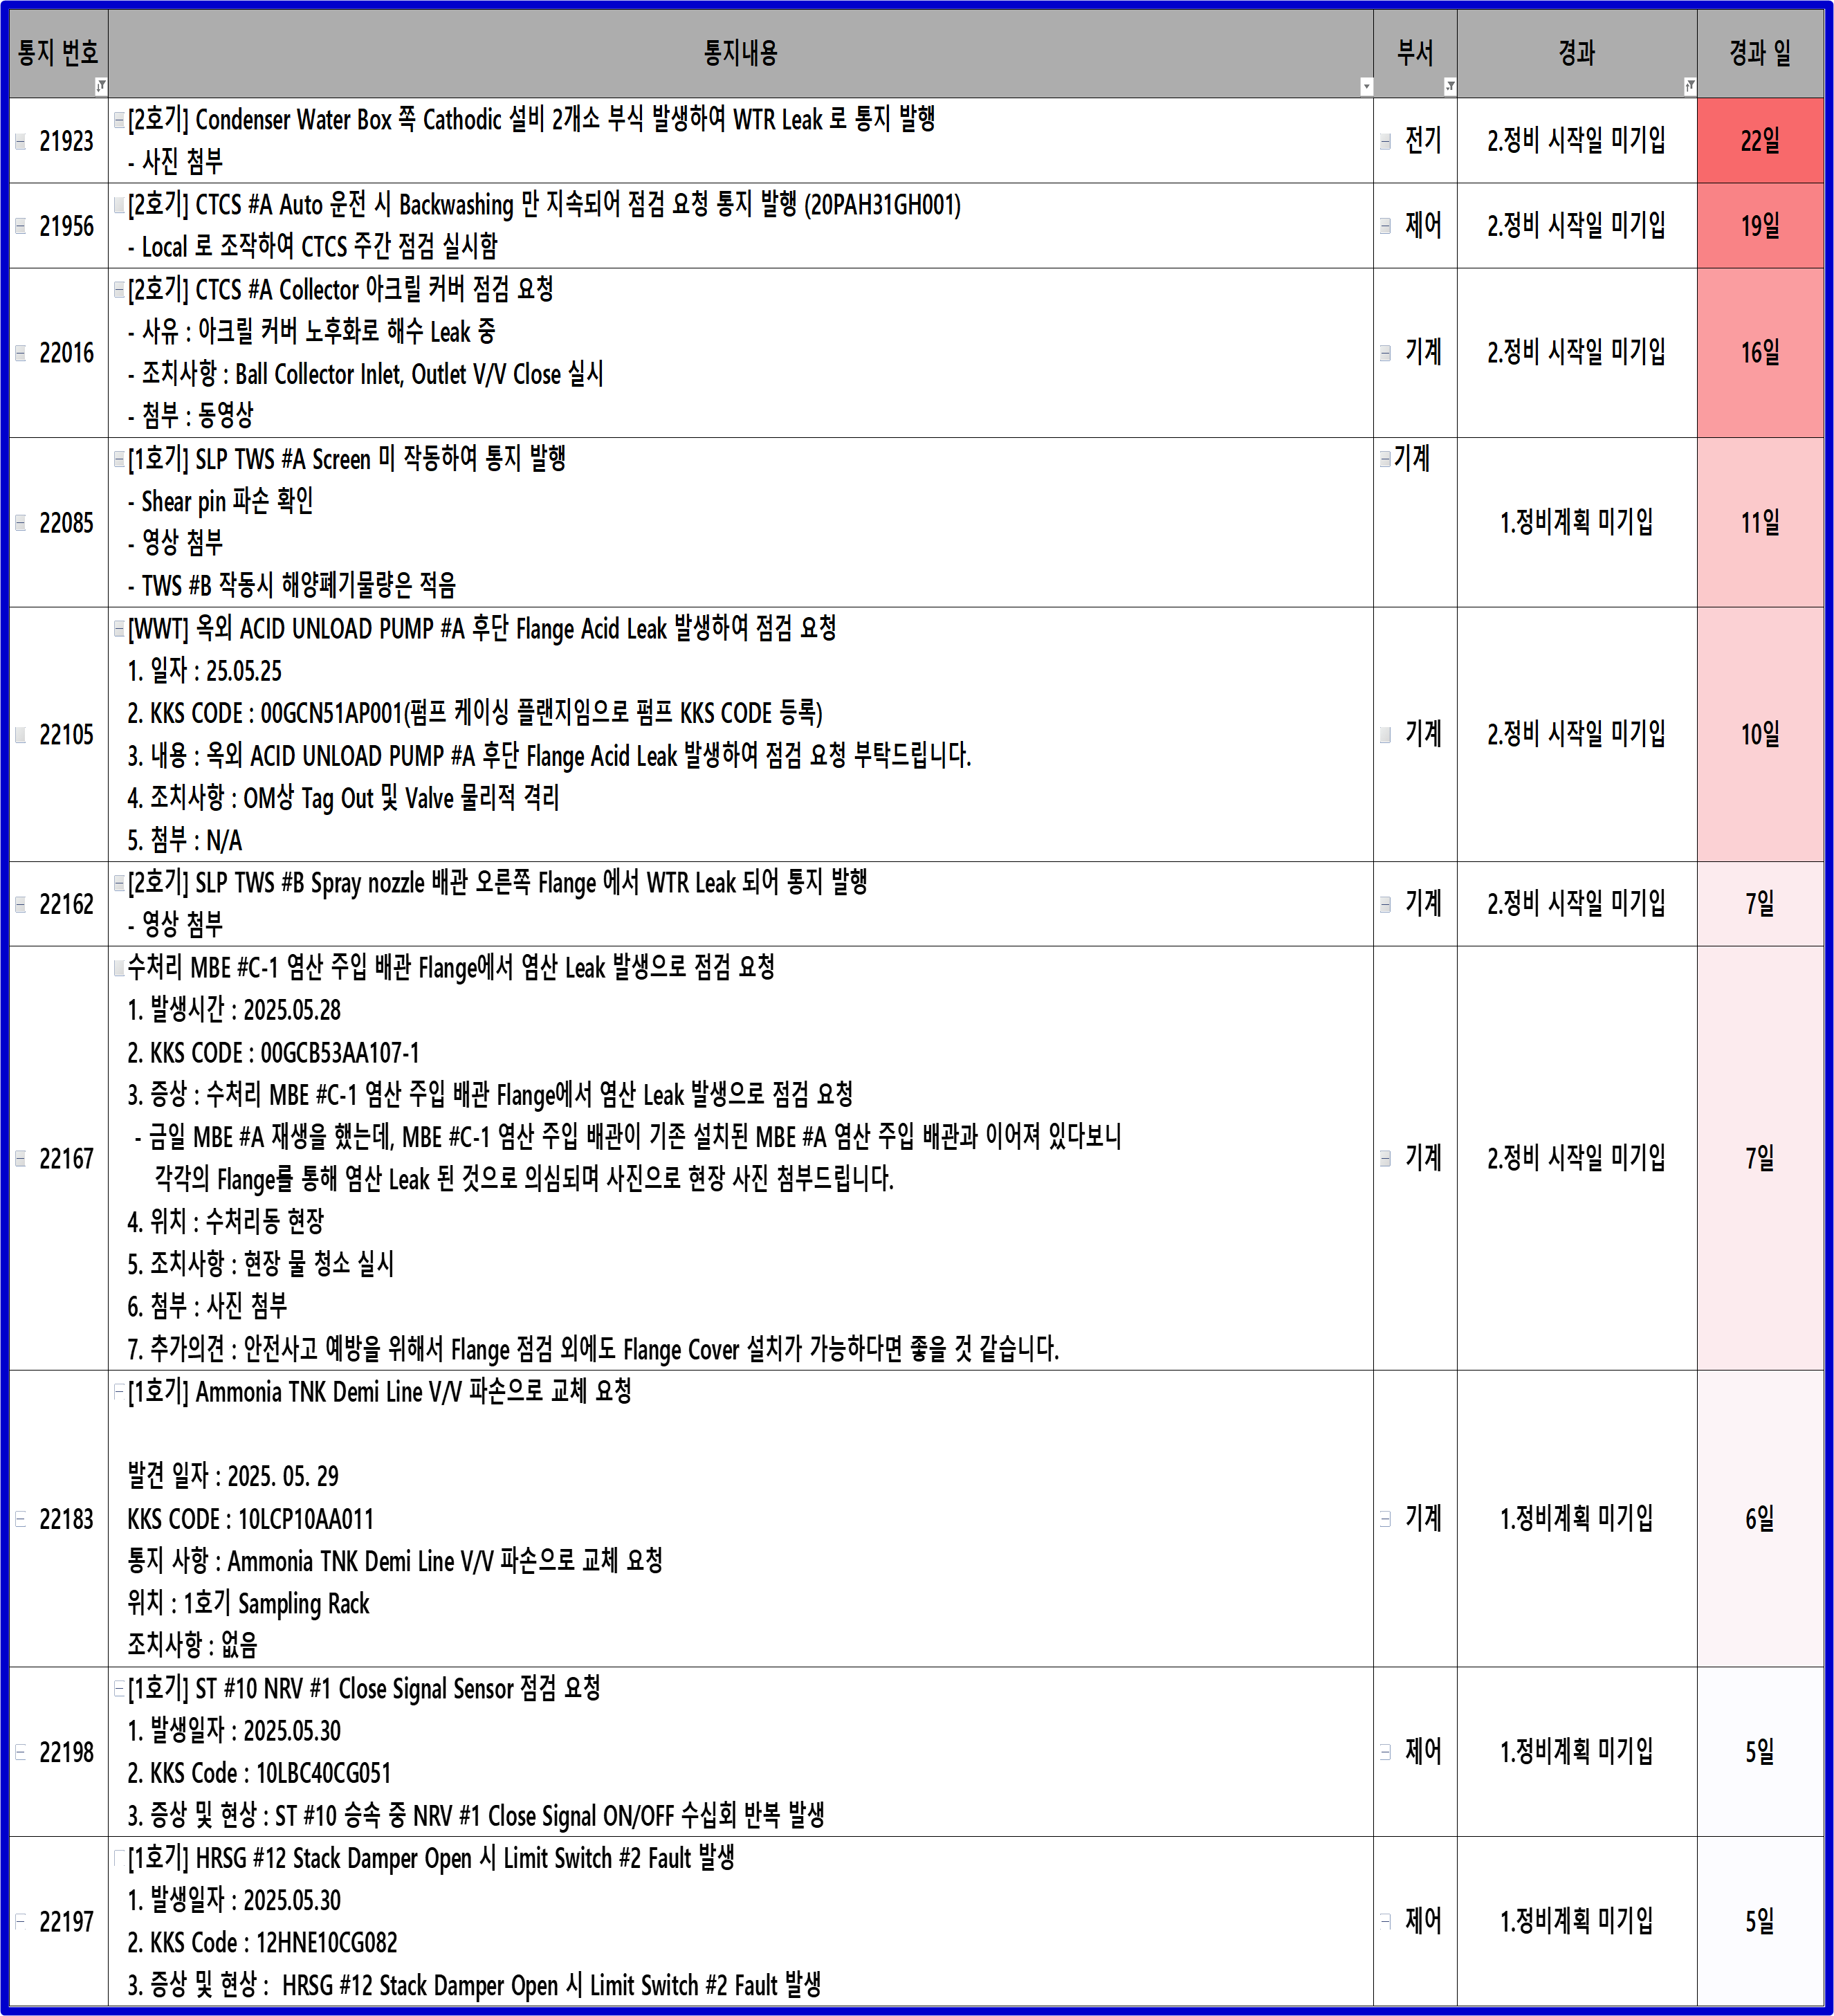 통지 번호 통지내용 부서 경과 경과 일
21923 [2호기] Condenser Water Box 쪽 Cathodic 설비 2개소 부식 발생하여 WTR Leak 로 통지 발행 전기 2.정비 시작일 미기입 22일
- 사진 첨부
21956 [2호기] CTCS #A Auto 운전 시 Backwashing 만 지속되어 점검 요청 통지 발행 (20PAH31GH001) 제어 2.정비 시작일 미기입 19일
- Local 로 조작하여 CTCS 주간 점검 실시함
22016 [2호기] CTCS #A Collector 아크릴 커버 점검 요청 기계 2.정비 시작일 미기입 16일
- 사유 : 아크릴 커버 노후화로 해수 Leak 중
- 조치사항 : Ball Collector Inlet, Outlet V/V Close 실시
- 첨부 : 동영상
22085 [1호기] SLP TWS #A Screen 미 작동하여 통지 발행 기계 1.정비계획 미기입 11일
- Shear pin 파손 확인
- 영상 첨부
- TWS #B 작동시 해양폐기물량은 적음
22105 [WWT] 옥외 ACID UNLOAD PUMP #A 후단 Flange Acid Leak 발생하여 점검 요청 기계 2.정비 시작일 미기입 10일
1. 일자 : 25.05.25
2. KKS CODE : 00GCN51AP001(펌프 케이싱 플랜지임으로 펌프 KKS CODE 등록)
3. 내용 : 옥외 ACID UNLOAD PUMP #A 후단 Flange Acid Leak 발생하여 점검 요청 부탁드립니다.
4. 조치사항 : OM상 Tag Out 및 Valve 물리적 격리
5. 첨부 : N/A
22162 [2호기] SLP TWS #B Spray nozzle 배관 오른쪽 Flange 에서 WTR Leak 되어 통지 발행 기계 2.정비 시작일 미기입 7일
- 영상 첨부
22167 수처리 MBE #C-1 염산 주입 배관 Flange에서 염산 Leak 발생으로 점검 요청 기계 2.정비 시작일 미기입 7일
1. 발생시간 : 2025.05.28
2. KKS CODE : 00GCB53AA107-1
3. 증상 : 수처리 MBE #C-1 염산 주입 배관 Flange에서 염산 Leak 발생으로 점검 요청
- 금일 MBE #A 재생을 했는데, MBE #C-1 염산 주입 배관이 기존 설치된 MBE #A 염산 주입 배관과 이어져 있다보니
각각의 Flange를 통해 염산 Leak 된 것으로 의심되며 사진으로 현장 사진 첨부드립니다.
4. 위치 : 수처리동 현장
5. 조치사항 : 현장 물 청소 실시
6. 첨부 : 사진 첨부
7. 추가의견 : 안전사고 예방을 위해서 Flange 점검 외에도 Flange Cover 설치가 가능하다면 좋을 것 같습니다.
22183 [1호기] Ammonia TNK Demi Line V/V 파손으로 교체 요청 기계 1.정비계획 미기입 6일
발견 일자 : 2025. 05. 29
KKS CODE : 10LCP10AA011
통지 사항 : Ammonia TNK Demi Line V/V 파손으로 교체 요청
위치 : 1호기 Sampling Rack
조치사항 : 없음
22198 [1호기] ST #10 NRV #1 Close Signal Sensor 점검 요청 제어 1.정비계획 미기입 5일
1. 발생일자 : 2025.05.30
2. KKS Code : 10LBC40CG051
3. 증상 및 현상 : ST #10 승속 중 NRV #1 Close Signal ON/OFF 수십회 반복 발생
22197 [1호기] HRSG #12 Stack Damper Open 시 Limit Switch #2 Fault 발생 제어 1.정비계획 미기입 5일
1. 발생일자 : 2025.05.30
2. KKS Code : 12HNE10CG082
3. 증상 및 현상 : HRSG #12 Stack Damper Open 시 Limit Switch #2 Fault 발생